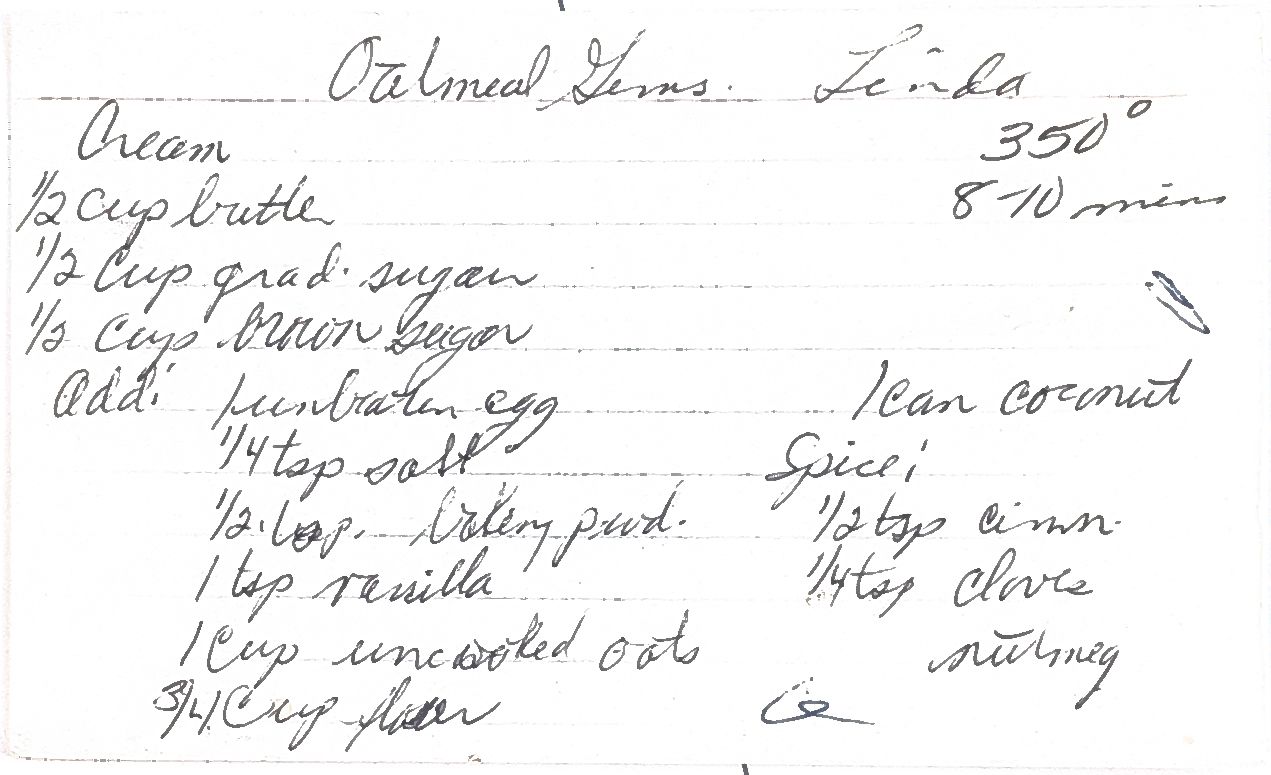 Oatmeal Gems. Linda
Cream 350°
1/2 cup butter 8-10 mins
1/2 cup grad. sugar
1/2 cup brown sugar
Add: 1 unbeaten egg 1 can coconut
1/4 tsp salt Spice:
1/2 tsp. baking pwd. 1/2 tsp cinn.
1 tsp vanilla 1/4 tsp cloves
1 cup uncooked oats nutmeg
3/4 cup flour